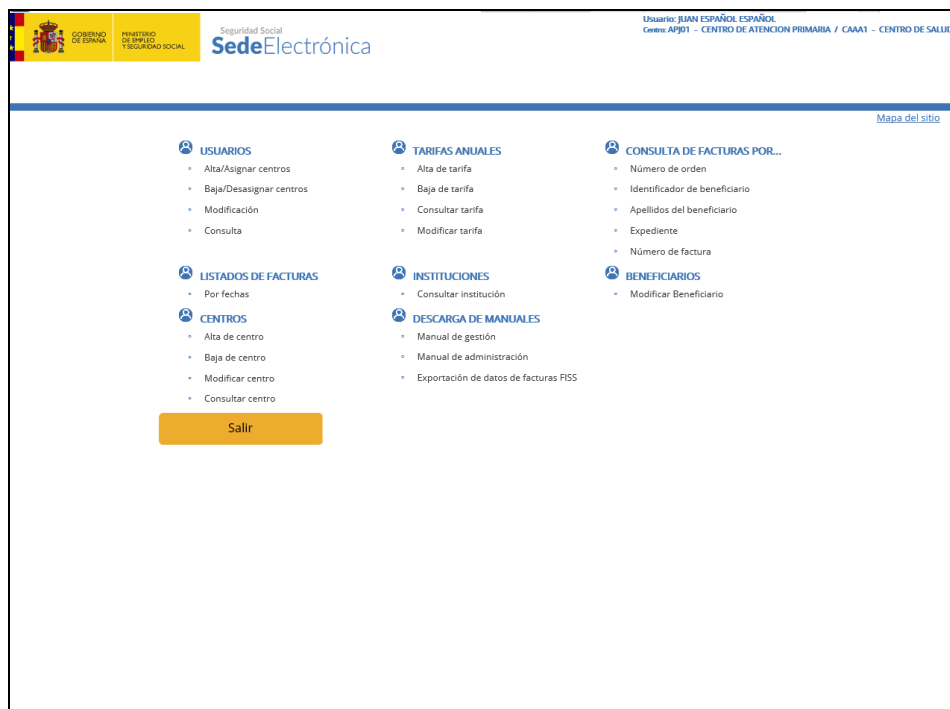 GOBIERNO
DE ESPAÑA
MINISTERIO
DE EMPLEO
Y SEGURIDAD SOCIAL
Seguridad Social
SedeElectrónica
Usuario: JUAN ESPAÑOL ESPAÑOL
Centro: APJ01 - CENTRO DE ATENCION PRIMARIA / CAAA1 - CENTRO DE SALUD
Mapa del sitio
USUARIOS
Alta/Asignar centros
Baja/Desasignar centros
Modificación
Consulta
TARIFAS ANUALES
Alta de tarifa
Baja de tarifa
Consultar tarifa
Modificar tarifa
CONSULTA DE FACTURAS POR...
Número de orden
Identificador de beneficiario
Apellidos del beneficiario
Expediente
Número de factura
LISTADOS DE FACTURAS
Por fechas
INSTITUCIONES
Consultar institución
BENEFICIARIOS
Modificar Beneficiario
CENTROS
Alta de centro
Baja de centro
Modificar centro
Consultar centro
DESCARGA DE MANUALES
Manual de gestión
Manual de administración
Exportación de datos de facturas FISS
Salir